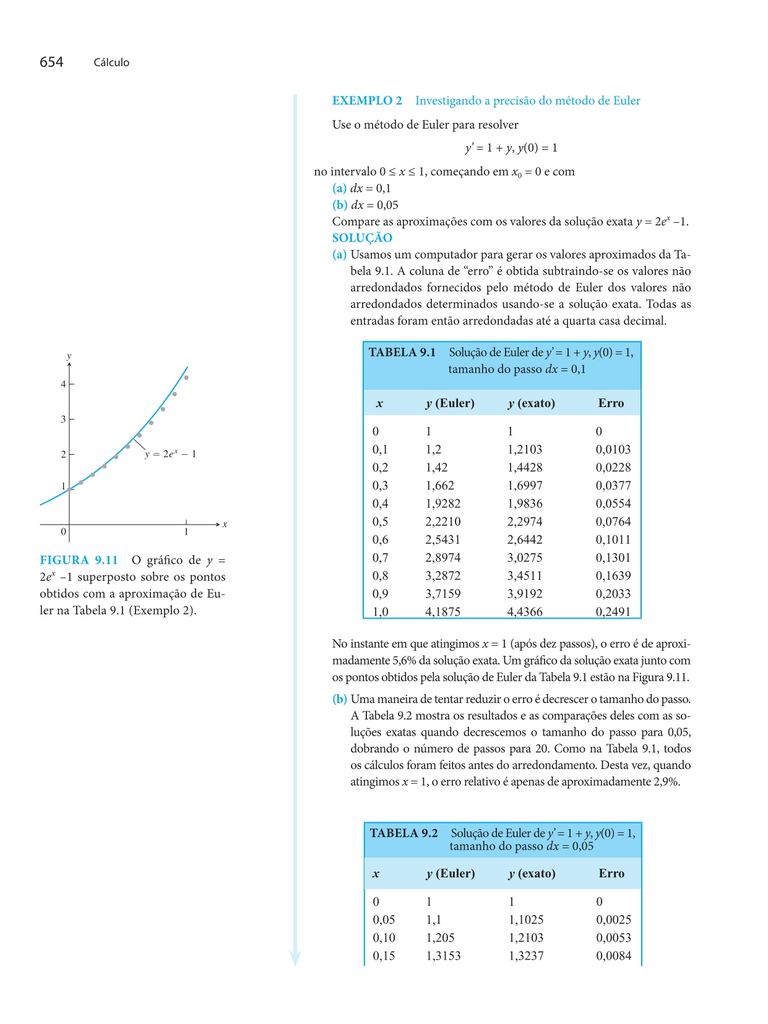 654 Cálculo
EXEMPLO 2 Investigando a precisão do método de Euler
Use o método de Euler para resolver
y’ = 1 + y, y(0) = 1
no intervalo 0 ≤ x ≤ 1, começando em x₀ = 0 e com
(a) dx = 0,1
(b) dx = 0,05
Compare as aproximações com os valores da solução exata y = 2eˣ –1.
SOLUÇÃO
(a) Usamos um computador para gerar os valores aproximados da Ta-
bela 9.1. A coluna de “erro” é obtida subtraindo-se os valores não
arredondados fornecidos pelo método de Euler dos valores não
arredondados determinados usando-se a solução exata. Todas as
entradas foram então arredondadas até a quarta casa decimal.
TABELA 9.1 Solução de Euler de y’ = 1 + y, y(0) = 1,
tamanho do passo dx = 0,1
x y (Euler) y (exato) Erro
0 1 1 0
0,1 1,2 1,2103 0,0103
0,2 1,42 1,4428 0,0228
0,3 1,662 1,6997 0,0377
0,4 1,9282 1,9836 0,0554
0,5 2,2210 2,2974 0,0764
0,6 2,5431 2,6442 0,1011
0,7 2,8974 3,0275 0,1301
0,8 3,2872 3,4511 0,1639
0,9 3,7159 3,9192 0,2033
1,0 4,1875 4,4366 0,2491
y
4
3
2
1
0
1
x
y = 2eˣ − 1
FIGURA 9.11 O gráfico de y =
2eˣ –1 superposto sobre os pontos
obtidos com a aproximação de Eu-
ler na Tabela 9.1 (Exemplo 2).
No instante em que atingimos x = 1 (após dez passos), o erro é de aproxi-
madamente 5,6% da solução exata. Um gráfico da solução exata junto com
os pontos obtidos pela solução de Euler da Tabela 9.1 estão na Figura 9.11.
(b) Uma maneira de tentar reduzir o erro é decrescer o tamanho do passo.
A Tabela 9.2 mostra os resultados e as comparações deles com as so-
luções exatas quando decrescemos o tamanho do passo para 0,05,
dobrando o número de passos para 20. Como na Tabela 9.1, todos
os cálculos foram feitos antes do arredondamento. Desta vez, quando
atingimos x = 1, o erro relativo é apenas de aproximadamente 2,9%.
TABELA 9.2 Solução de Euler de y’ = 1 + y, y(0) = 1,
tamanho do passo dx = 0,05
x y (Euler) y (exato) Erro
0 1 1 0
0,05 1,1 1,1025 0,0025
0,10 1,205 1,2103 0,0053
0,15 1,3153 1,3237 0,0084